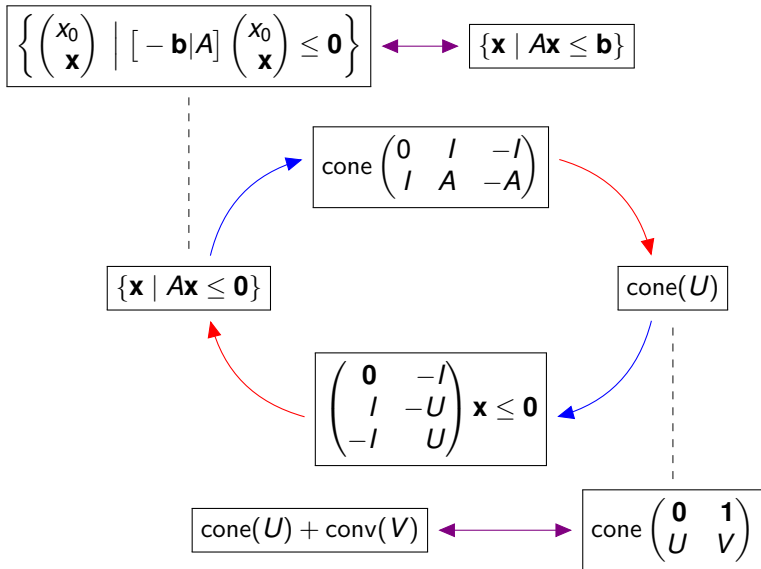 {(x₀ x) | [−b|A] (x₀ x) ≤ 0}
{x | Ax ≤ b}
cone (0 I −I
I A −A)
{x | Ax ≤ 0}
cone(U)
(0 −I
I −U
−I U) x ≤ 0
cone(U) + conv(V)
cone (0 1
U V)